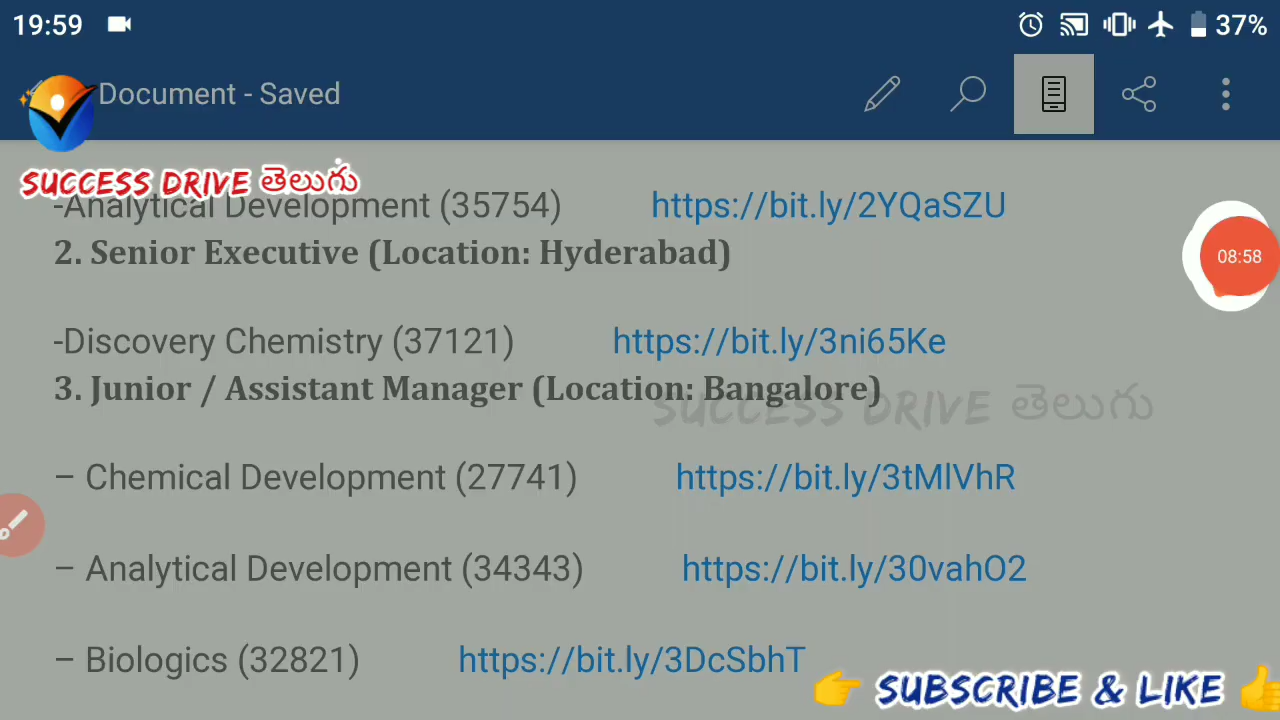 19:59 37%
Document - Saved
SUCCESS DRIVE తెలుగు
-Analytical Development (35754) https://bit.ly/2YQaSZU
2. Senior Executive (Location: Hyderabad)
08:58
-Discovery Chemistry (37121) https://bit.ly/3ni65Ke
3. Junior / Assistant Manager (Location: Bangalore)
SUCCESS DRIVE తెలుగు
– Chemical Development (27741) https://bit.ly/3tMlVhR
– Analytical Development (34343) https://bit.ly/30vahO2
– Biologics (32821) https://bit.ly/3DcSbhT
SUBSCRIBE & LIKE